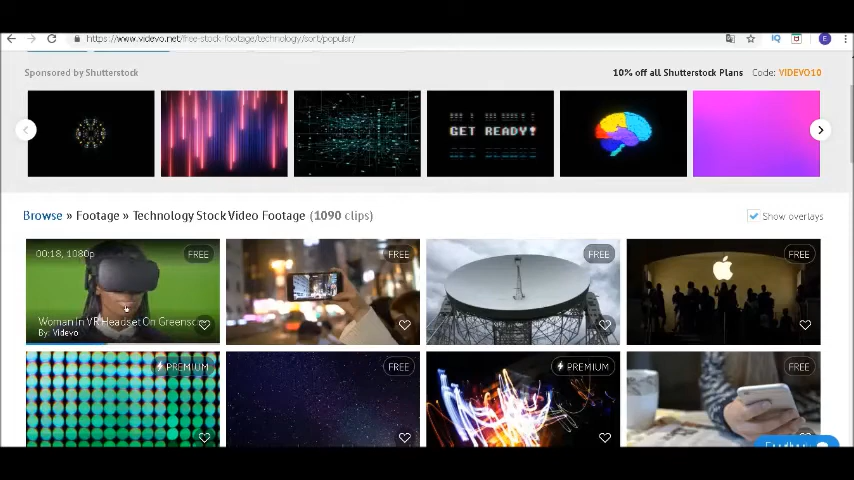 https://www.videvo.net/free-stock-footage/technology/sort/popular/
E
Sponsored by Shutterstock
10% off all Shutterstock Plans Code: VIDEVO10
GET READY!
Browse » Footage » Technology Stock Video Footage (1090 clips)
Show overlays
00:18, 1080p
FREE
FREE
FREE
FREE
Woman In VR Headset On Greensc...
By: Videvo
PREMIUM
FREE
PREMIUM
FREE